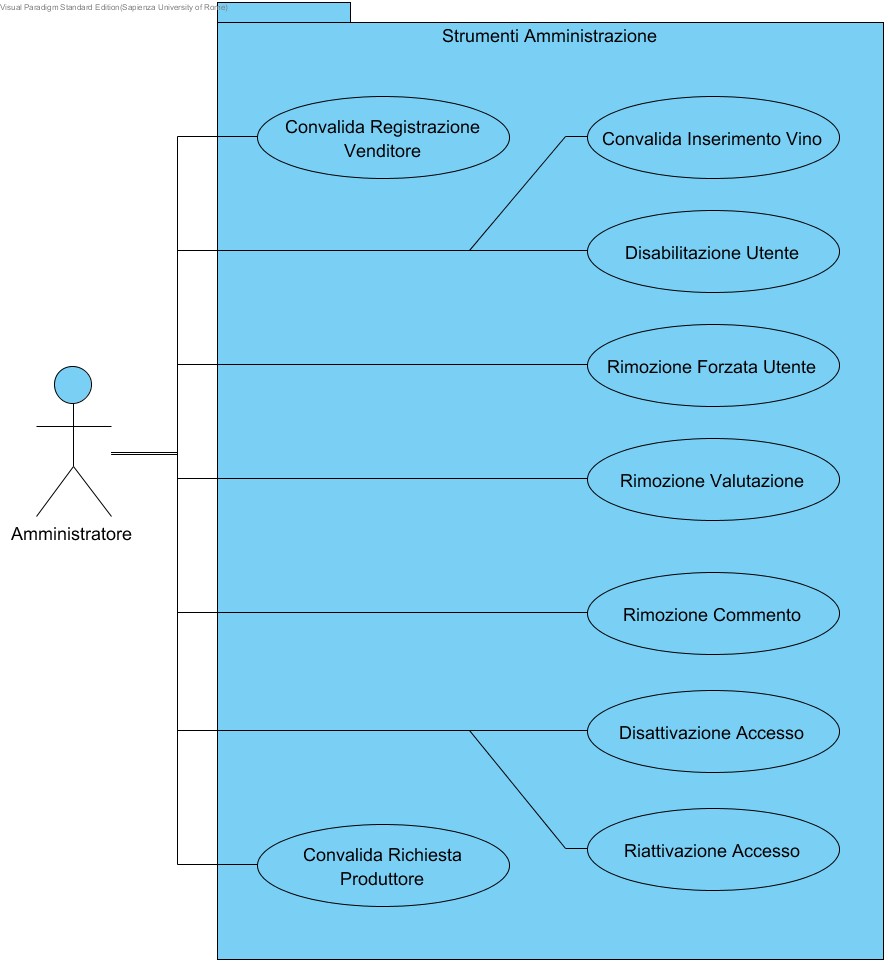 Visual Paradigm Standard Edition(Sapienza University of Rome)
Strumenti Amministrazione
Convalida Registrazione
Venditore
Convalida Inserimento Vino
Disabilitazione Utente
Rimozione Forzata Utente
Rimozione Valutazione
Amministratore
Rimozione Commento
Disattivazione Accesso
Riattivazione Accesso
Convalida Richiesta
Produttore